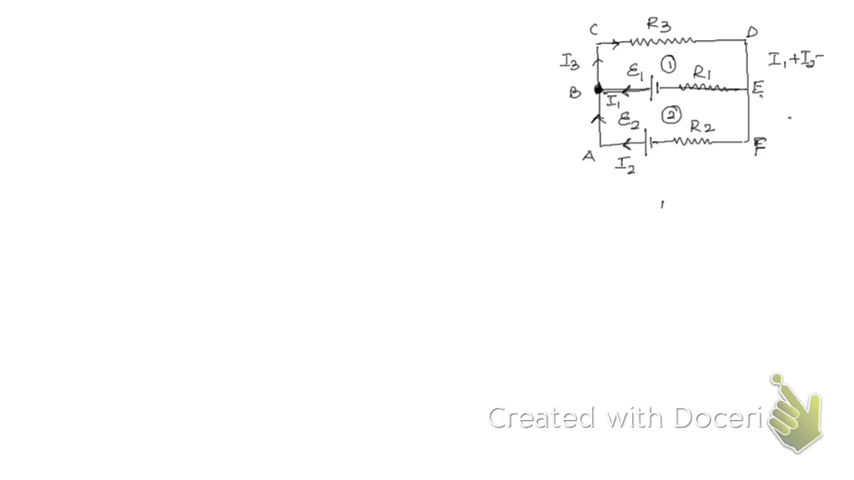 C R3 D
I3 ε1 ① R1 I1+I2-
B I1 E
ε2 ② R2
A I2 F
Created with Doceri